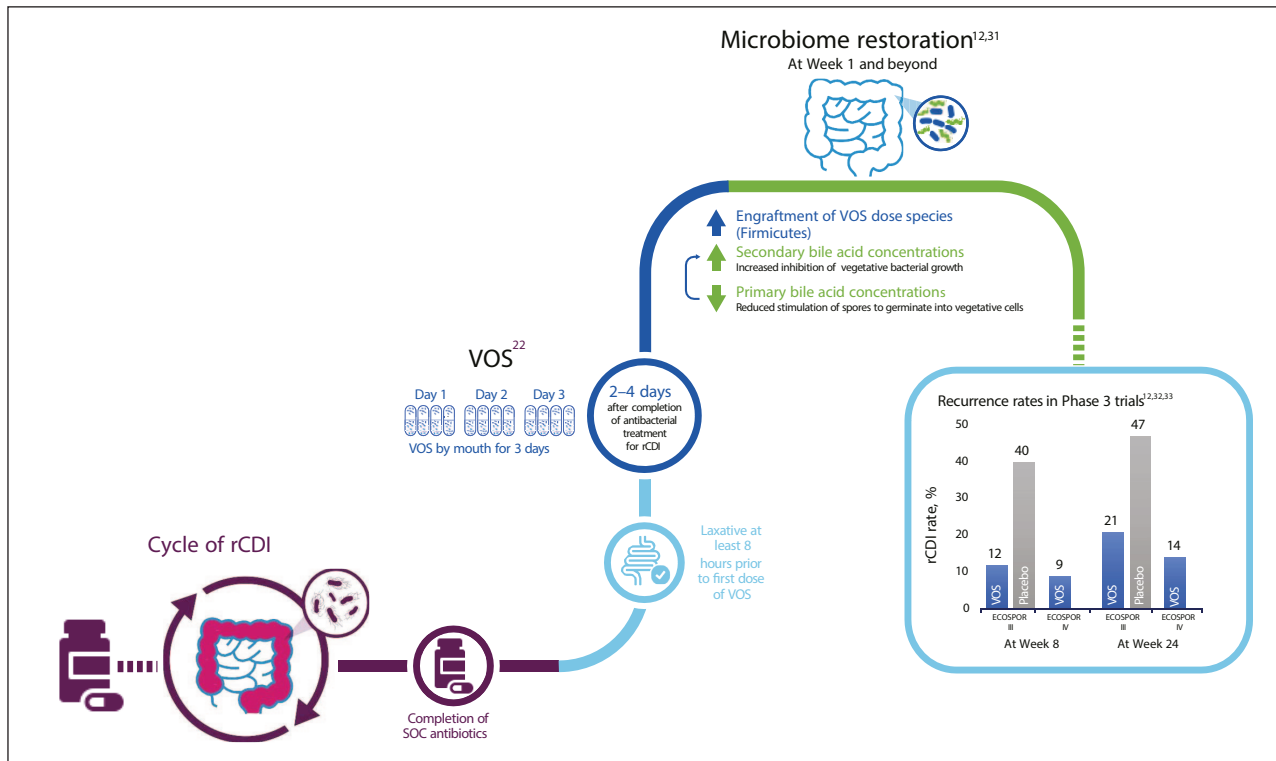 Microbiome restoration12,31
At Week 1 and beyond
Engraftment of VOS dose species
(Firmicutes)
Secondary bile acid concentrations
Increased inhibition of vegetative bacterial growth
Primary bile acid concentrations
Reduced stimulation of spores to germinate into vegetative cells
VOS22
Day 1 Day 2 Day 3
VOS by mouth for 3 days
2–4 days
after completion
of antibacterial
treatment
for rCDI
Laxative at
least 8
hours prior
to first dose
of VOS
Cycle of rCDI
Completion of
SOC antibiotics
Recurrence rates in Phase 3 trials12,32,33
rCDI rate, %
50
40
30
20
10
0
12 40 9 21 47 14
VOS Placebo VOS VOS Placebo VOS
ECOSPOR ECOSPOR ECOSPOR ECOSPOR
III IV III IV
At Week 8 At Week 24